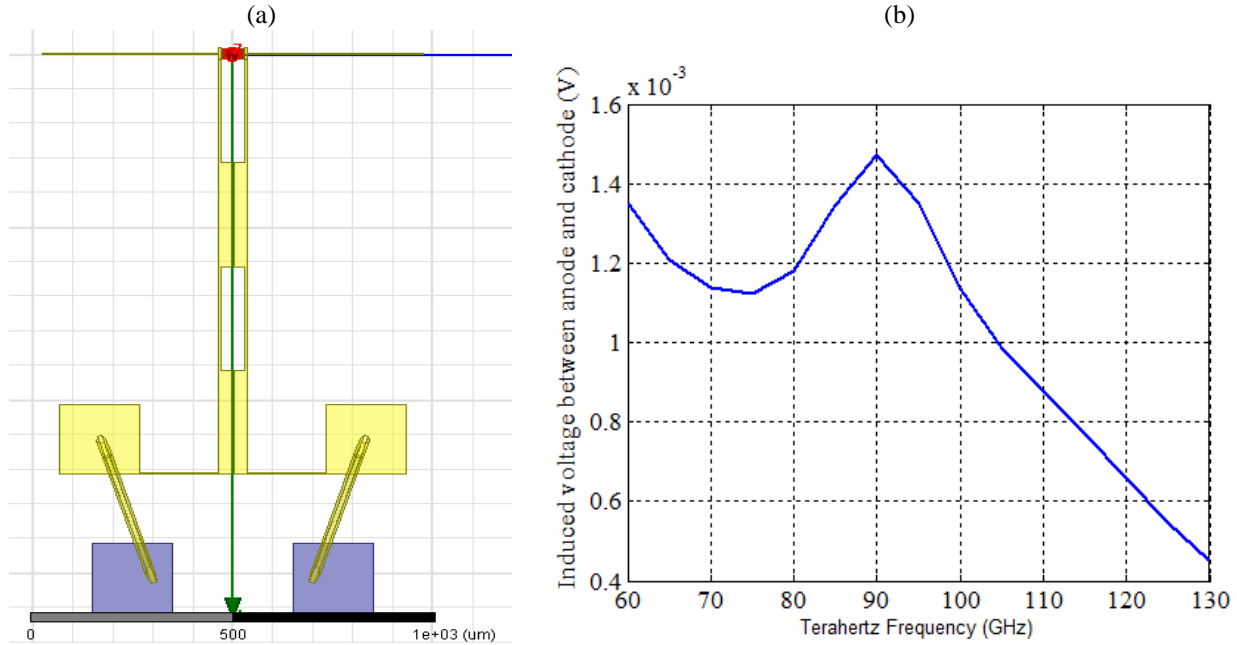 (a)
(b)
0
500
1e+03 (um)
x 10⁻³
1.6
1.4
1.2
1
0.8
0.6
0.4
60
70
80
90
100
110
120
130
Induced voltage between anode and cathode (V)
Terahertz Frequency (GHz)